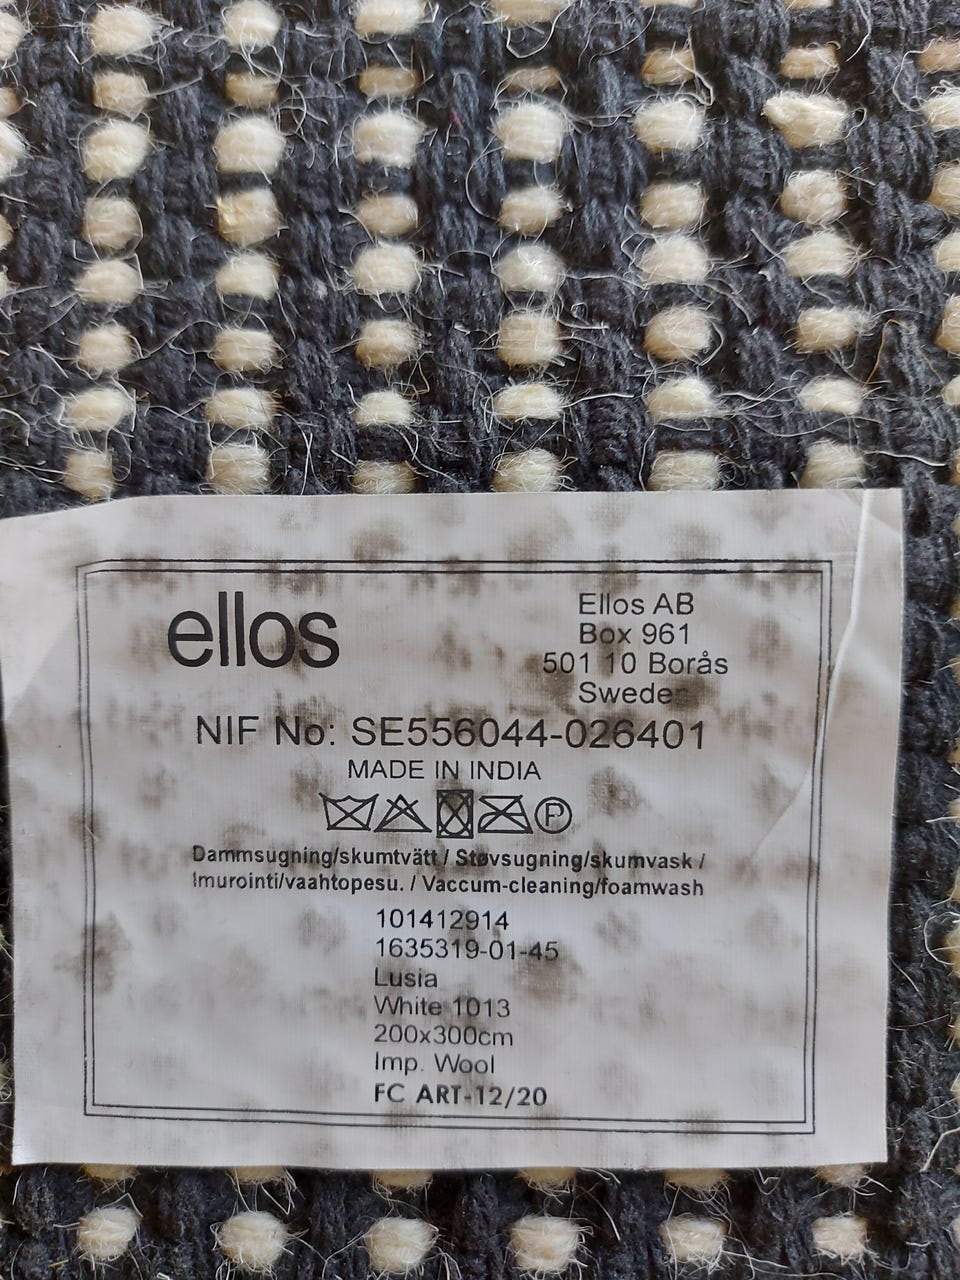 ellos
Ellos AB
Box 961
501 10 Borås
Sweden
NIF No: SE556044-026401
MADE IN INDIA
P
Dammsugning/skumtvätt / Støvsugning/skumvask /
Imurointi/vaahtopesu. / Vaccum-cleaning/foamwash
101412914
1635319-01-45
Lusia
White 1013
200x300cm
Imp. Wool
FC ART-12/20